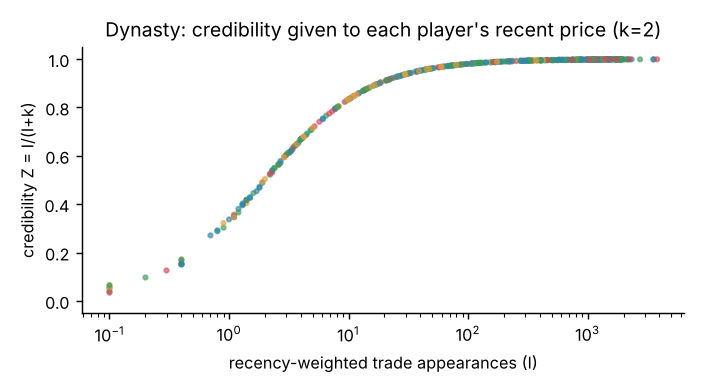 Dynasty: credibility given to each player's recent price (k=2)
credibility Z = I/(I+k)
1.0
0.8
0.6
0.4
0.2
0.0
10⁻¹ 10⁰ 10¹ 10² 10³
recency-weighted trade appearances (I)